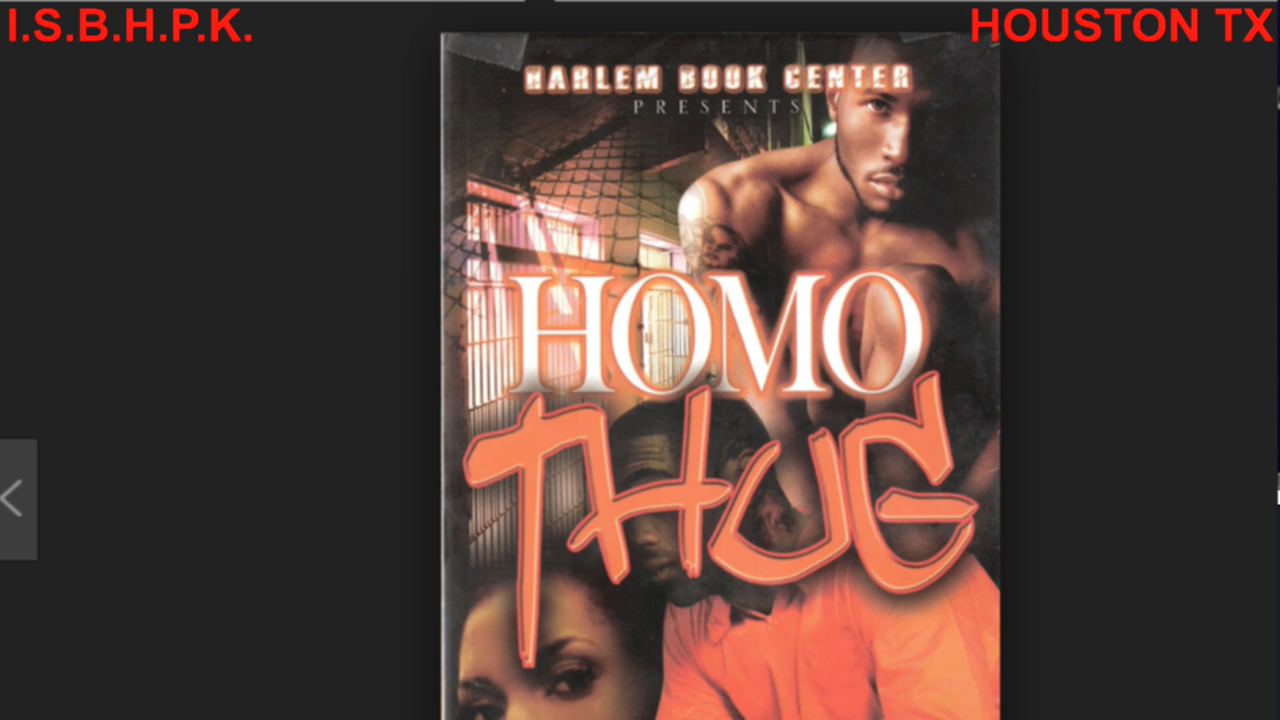 I.S.B.H.P.K.
HOUSTON TX
HARLEM BOOK CENTER
PRESENTS
HOMO
THUG